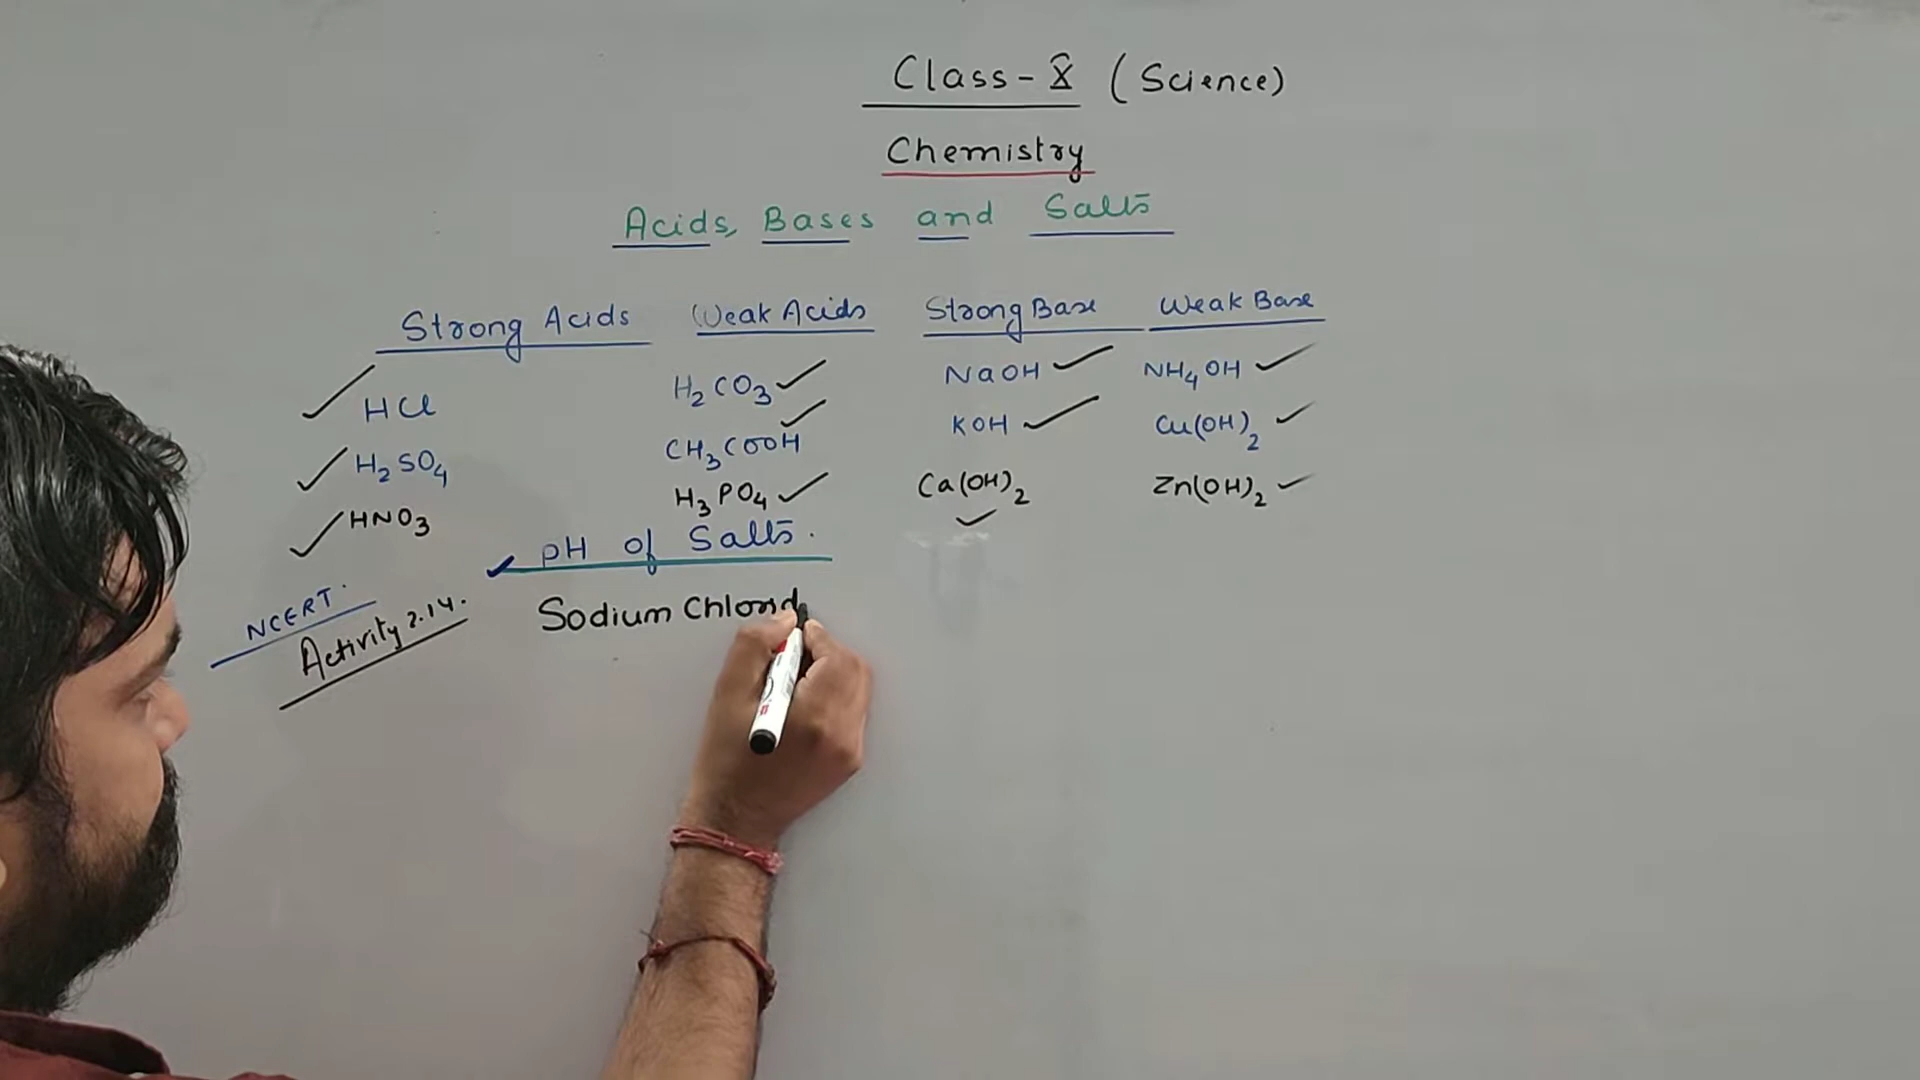 Class - X (Science)
Chemistry
Acids, Bases and Salts
Strong Acids Weak Acids Strong Base Weak Base
HCl H₂CO₃ NaOH NH₄OH
H₂SO₄ CH₃COOH KOH Cu(OH)₂
HNO₃ H₃PO₄ Ca(OH)₂ Zn(OH)₂
pH of Salts.
NCERT.
Activity 2.14.
Sodium Chlorid